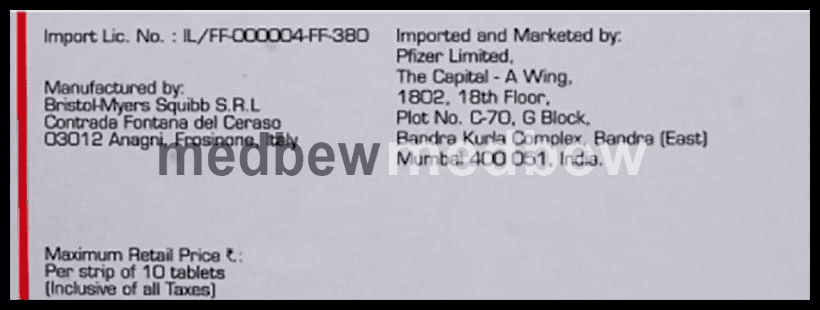 Import Lic. No. : IL/FF-000004-FF-380
Manufactured by:
Bristol-Myers Squibb S.R.L
Contrada Fontana del Ceraso
03012 Anagni, Frosinone, Italy
Imported and Marketed by:
Pfizer Limited,
The Capital - A Wing,
1802, 18th Floor,
Plot No. C-70, G Block,
Bandra Kurla Complex, Bandra (East)
Mumbai 400 051, India.
medbew medbew
Maximum Retail Price ₹.:
Per strip of 10 tablets
(Inclusive of all Taxes)